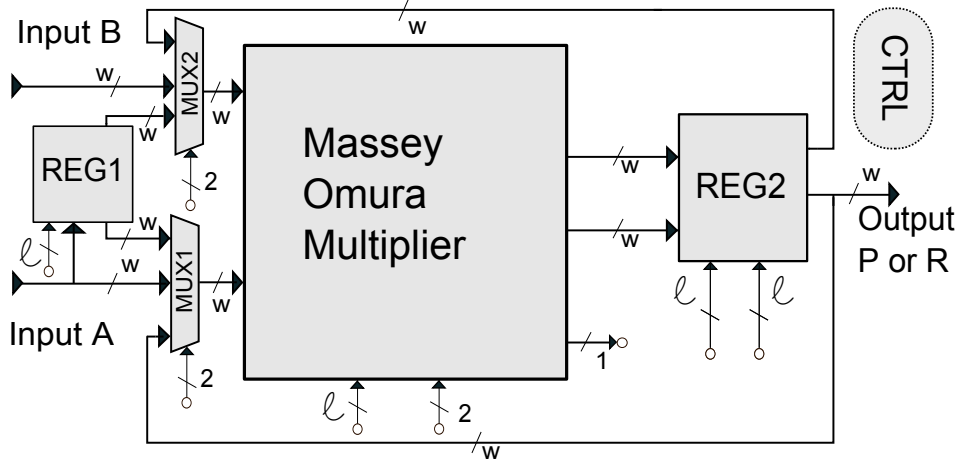 w
Input B
MUX2
CTRL
w
w
w
REG1
2
Massey
Omura
Multiplier
w
REG2
w
Output
P or R
w
w
ℓ
w
MUX1
w
Input A
ℓ
ℓ
1
2
ℓ
2
w